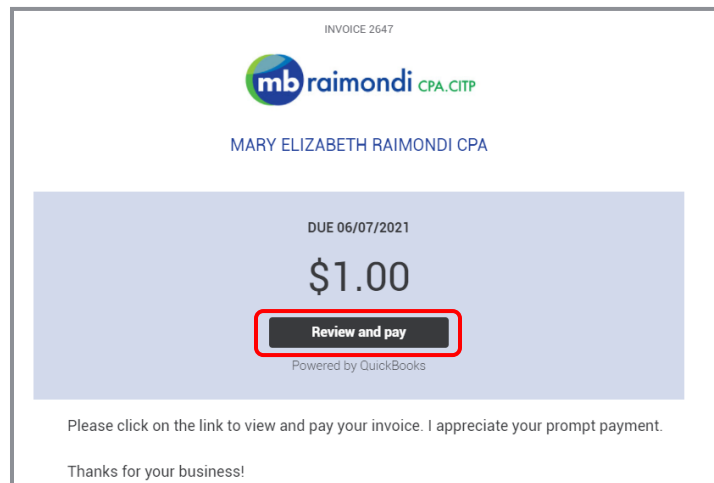 INVOICE 2647
mb raimondi CPA.CITP
MARY ELIZABETH RAIMONDI CPA
DUE 06/07/2021
$1.00
Review and pay
Powered by QuickBooks
Please click on the link to view and pay your invoice. I appreciate your prompt payment.
Thanks for your business!